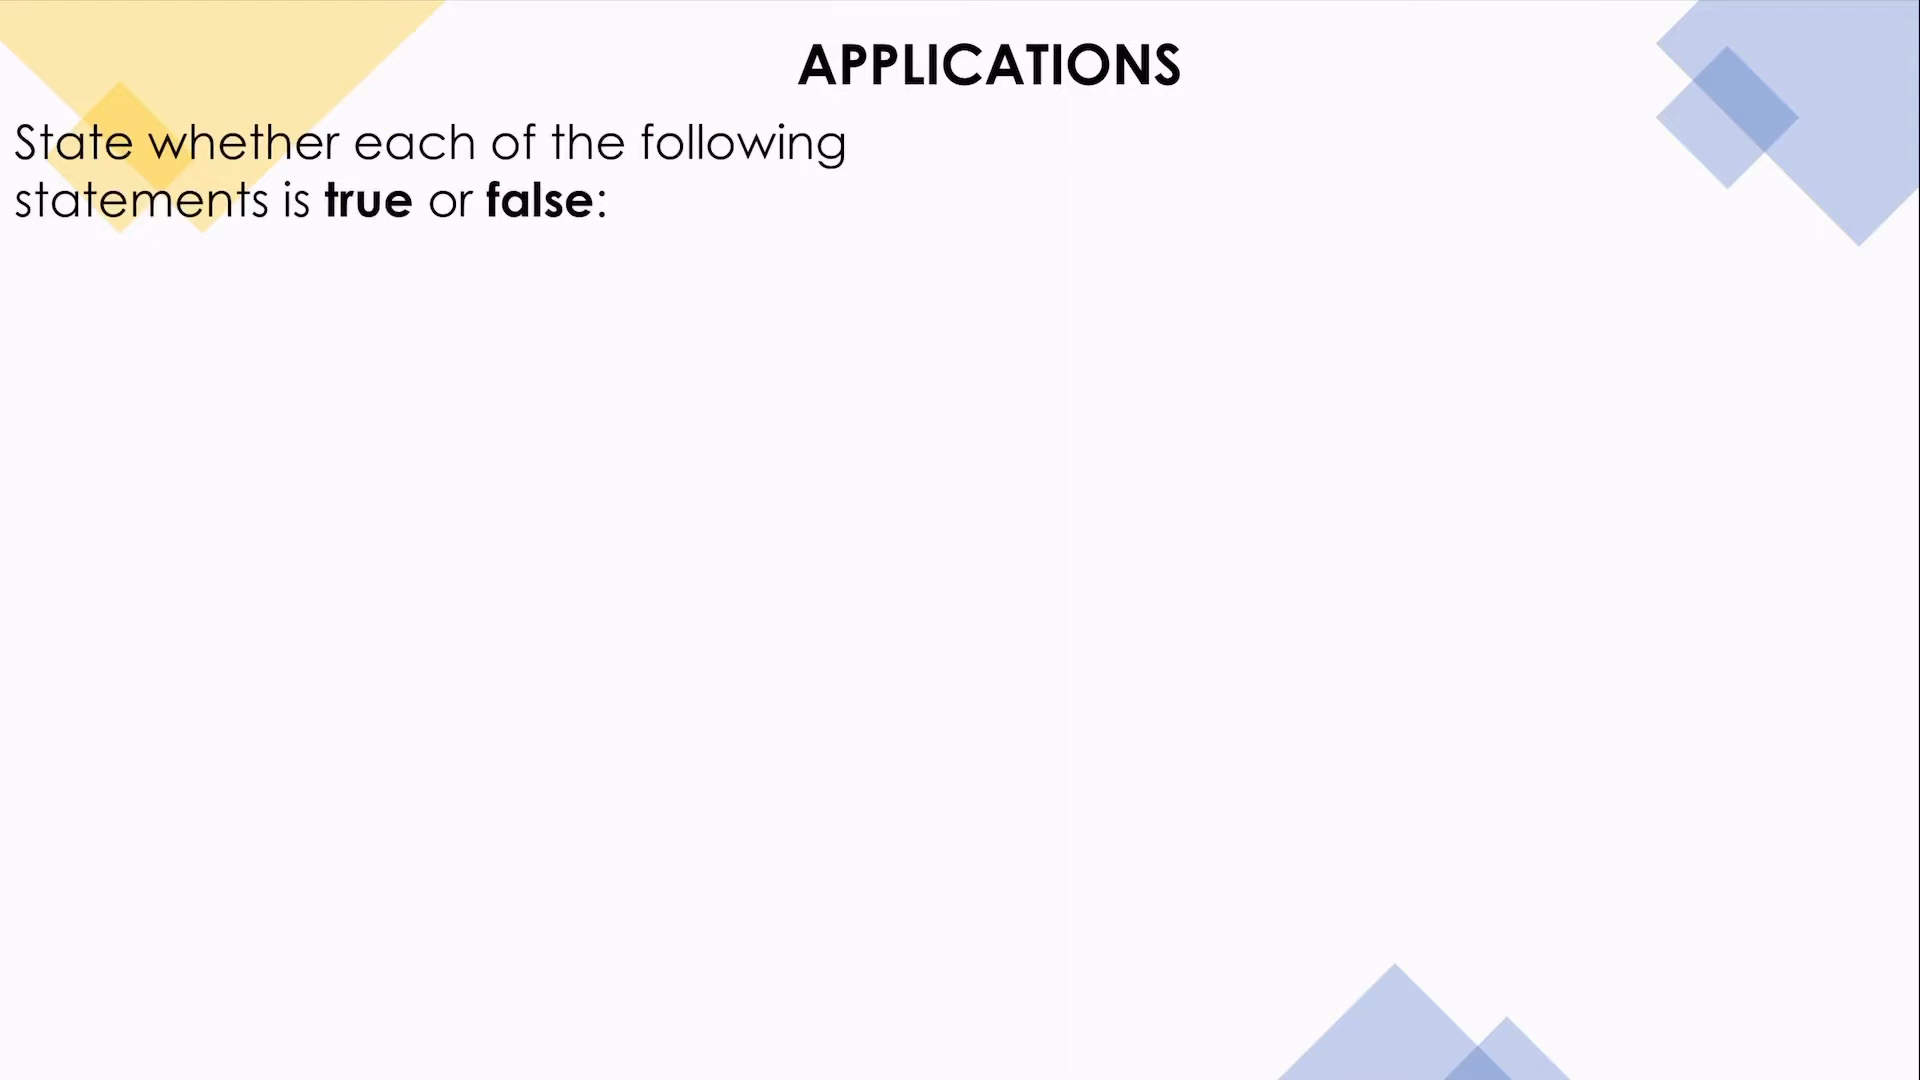 APPLICATIONS
State whether each of the following
statements is true or false: